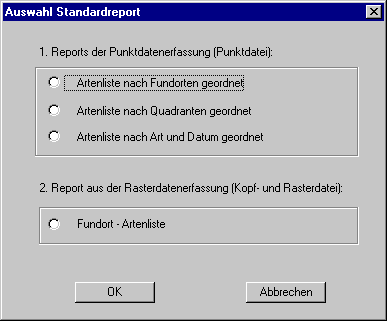 Auswahl Standardreport
1. Reports der Punktdatenerfassung (Punktdatei):
Artenliste nach Fundorten geordnet
Artenliste nach Quadranten geordnet
Artenliste nach Art und Datum geordnet
2. Report aus der Rasterdatenerfassung (Kopf- und Rasterdatei):
Fundort - Artenliste
OK
Abbrechen